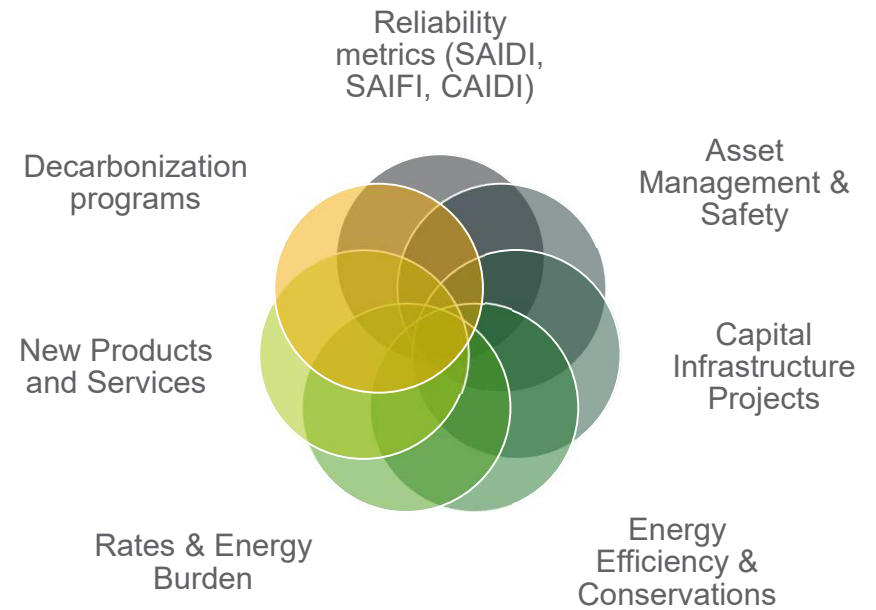 Reliability
metrics (SAIDI,
SAIFI, CAIDI)
Asset
Management &
Safety
Capital
Infrastructure
Projects
Energy
Efficiency &
Conservations
Rates & Energy
Burden
New Products
and Services
Decarbonization
programs